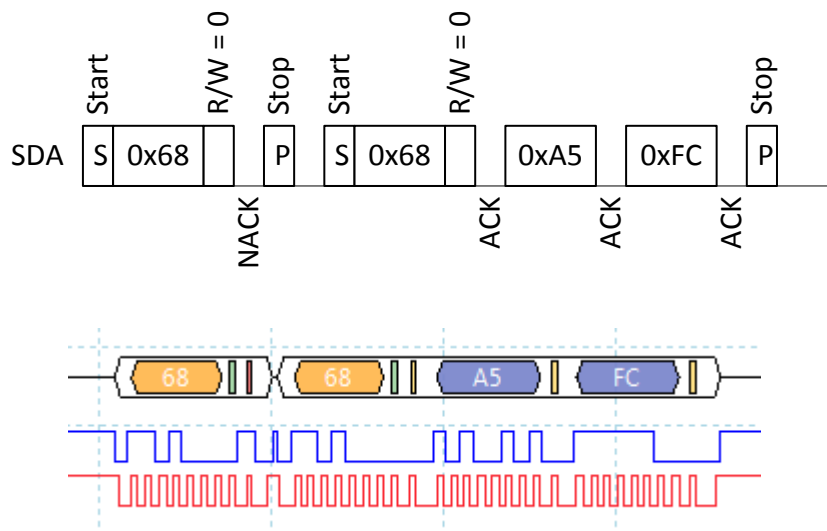 Start
R/W = 0
Stop
Start
R/W = 0
Stop
SDA S 0x68 P S 0x68 0xA5 0xFC P
NACK
ACK
ACK
ACK
68 68 A5 FC